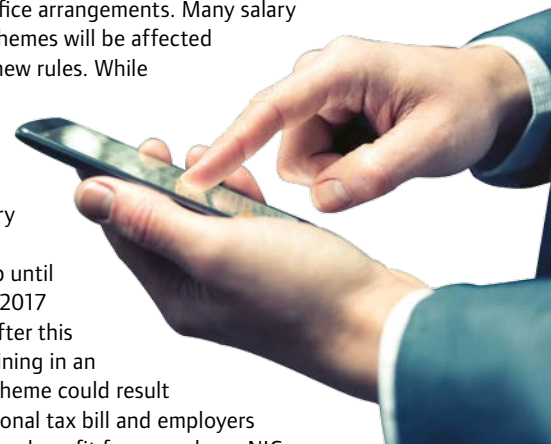 fice arrangements. Many salary
hemes will be affected
new rules. While
ry
o until
2017
fter this
ining in an
heme could result
onal tax bill and employers